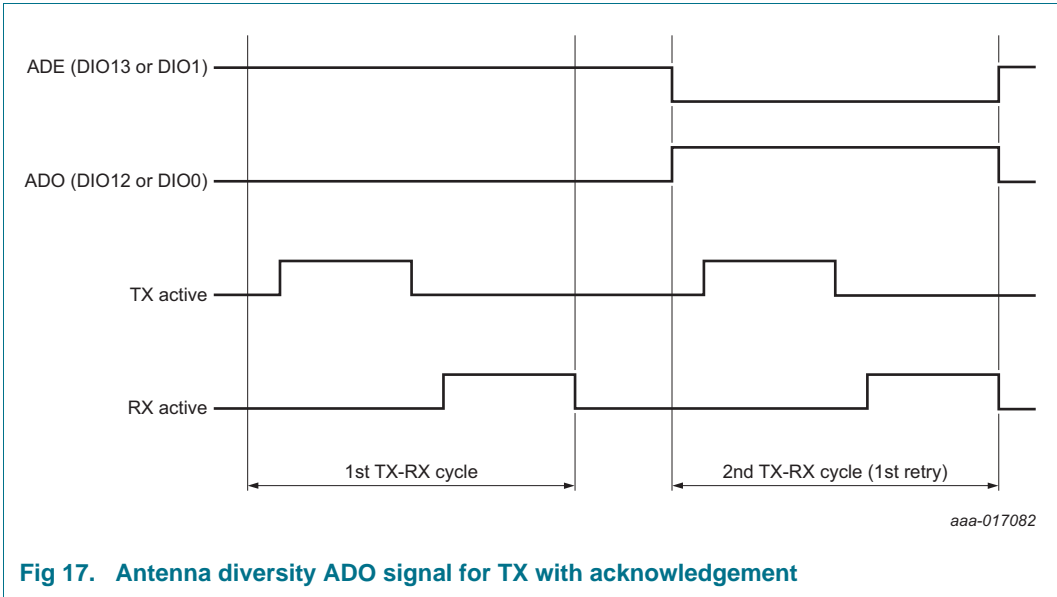 ADE (DIO13 or DIO1)
ADO (DIO12 or DIO0)
TX active
RX active
1st TX-RX cycle
2nd TX-RX cycle (1st retry)
aaa-017082
Fig 17. Antenna diversity ADO signal for TX with acknowledgement